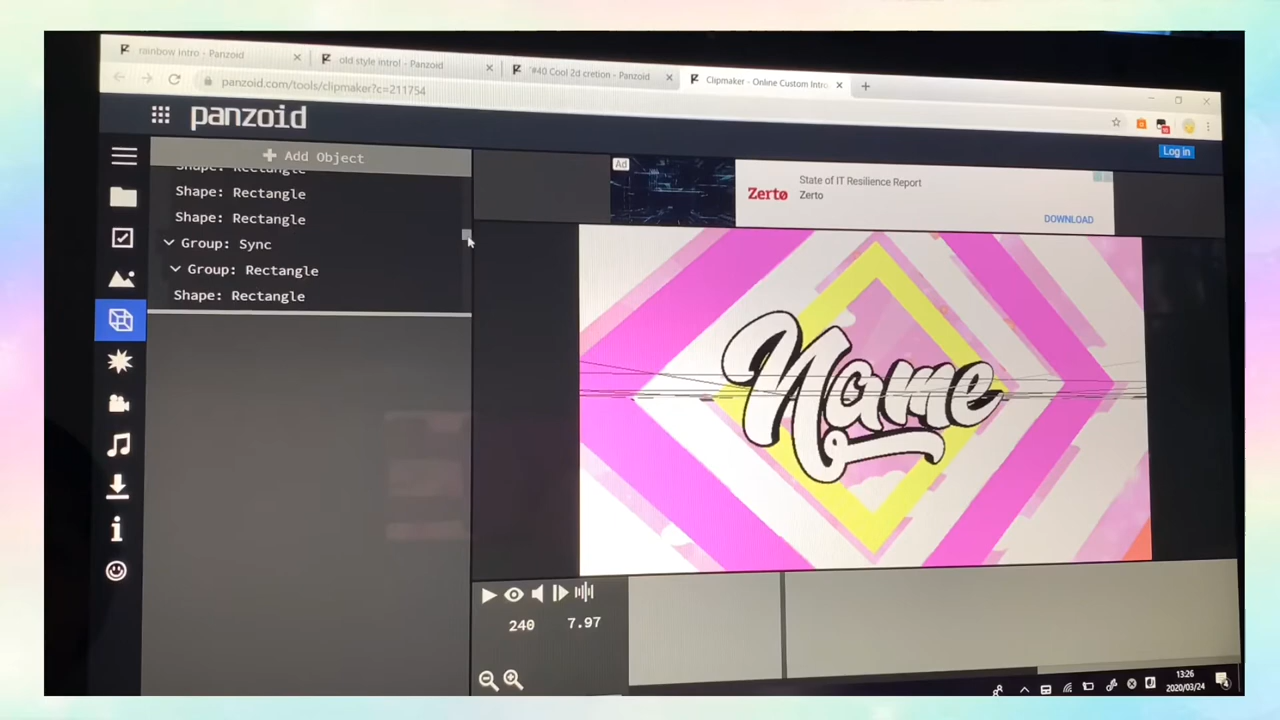 rainbow intro - Panzoid
old style intro! - Panzoid
'#40 Cool 2d cretion - Panzoid
Clipmaker - Online Custom Intro
panzoid.com/tools/clipmaker?c=211754
panzoid
Log in
Add Object
Shape: Rectangle
Shape: Rectangle
Shape: Rectangle
Group: Sync
Group: Rectangle
Shape: Rectangle
Ad
Zerto
State of IT Resilience Report
Zerto
DOWNLOAD
Name
240
7.97
13:26
2020/03/24